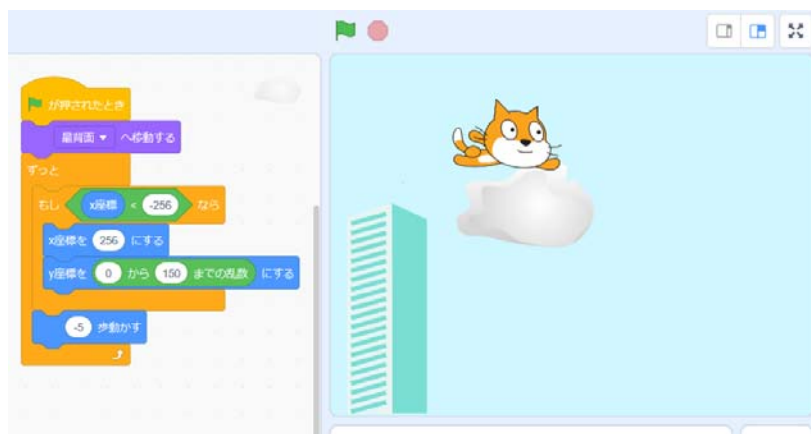 が押されたとき
最背面 へ移動する
ずっと
もし x座標 < -256 なら
x座標を 256 にする
y座標を 0 から 150 までの乱数 にする
-5 歩動かす